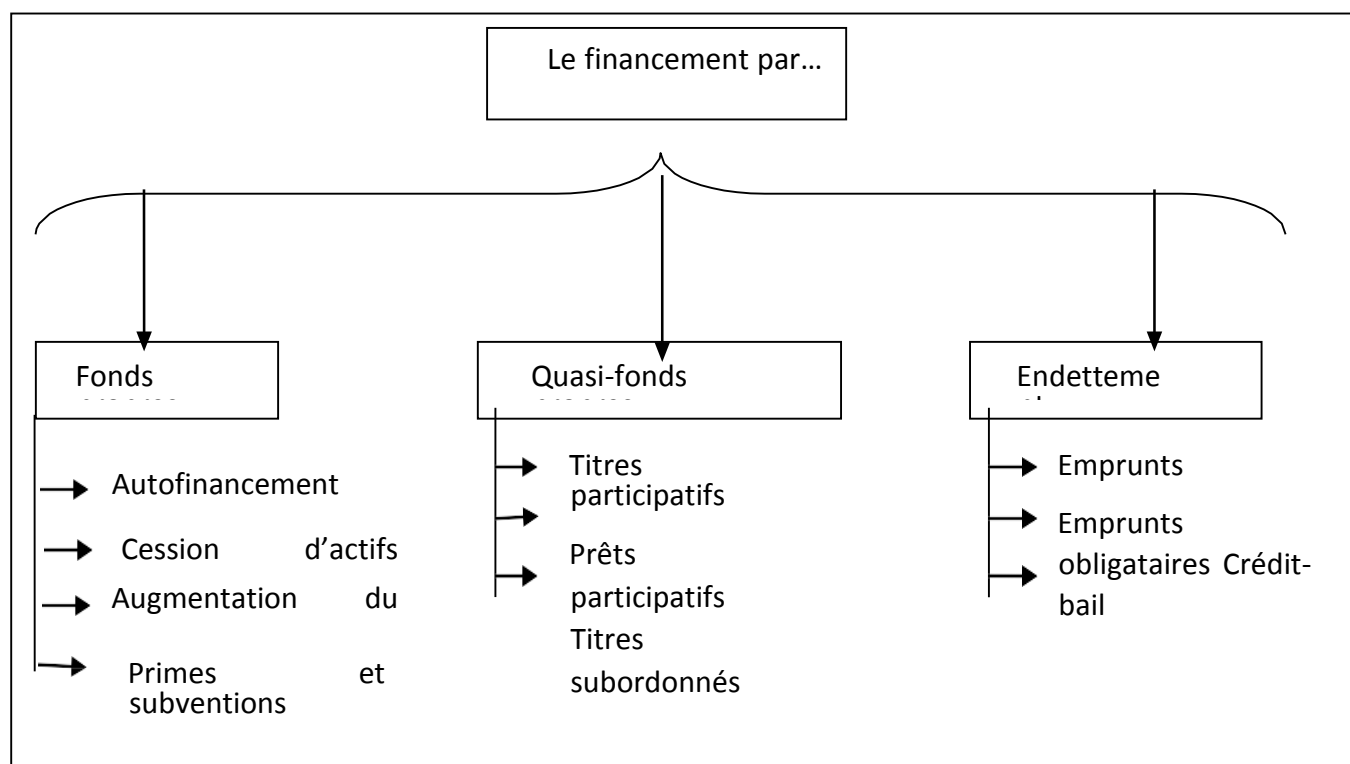 Le financement par…
Fonds
Autofinancement
Cession d’actifs
Augmentation du
Primes et
subventions
Quasi-fonds
Titres
participatifs
Prêts
participatifs
Titres
subordonnés
Endetteme
Emprunts
Emprunts
obligataires Crédit-
bail